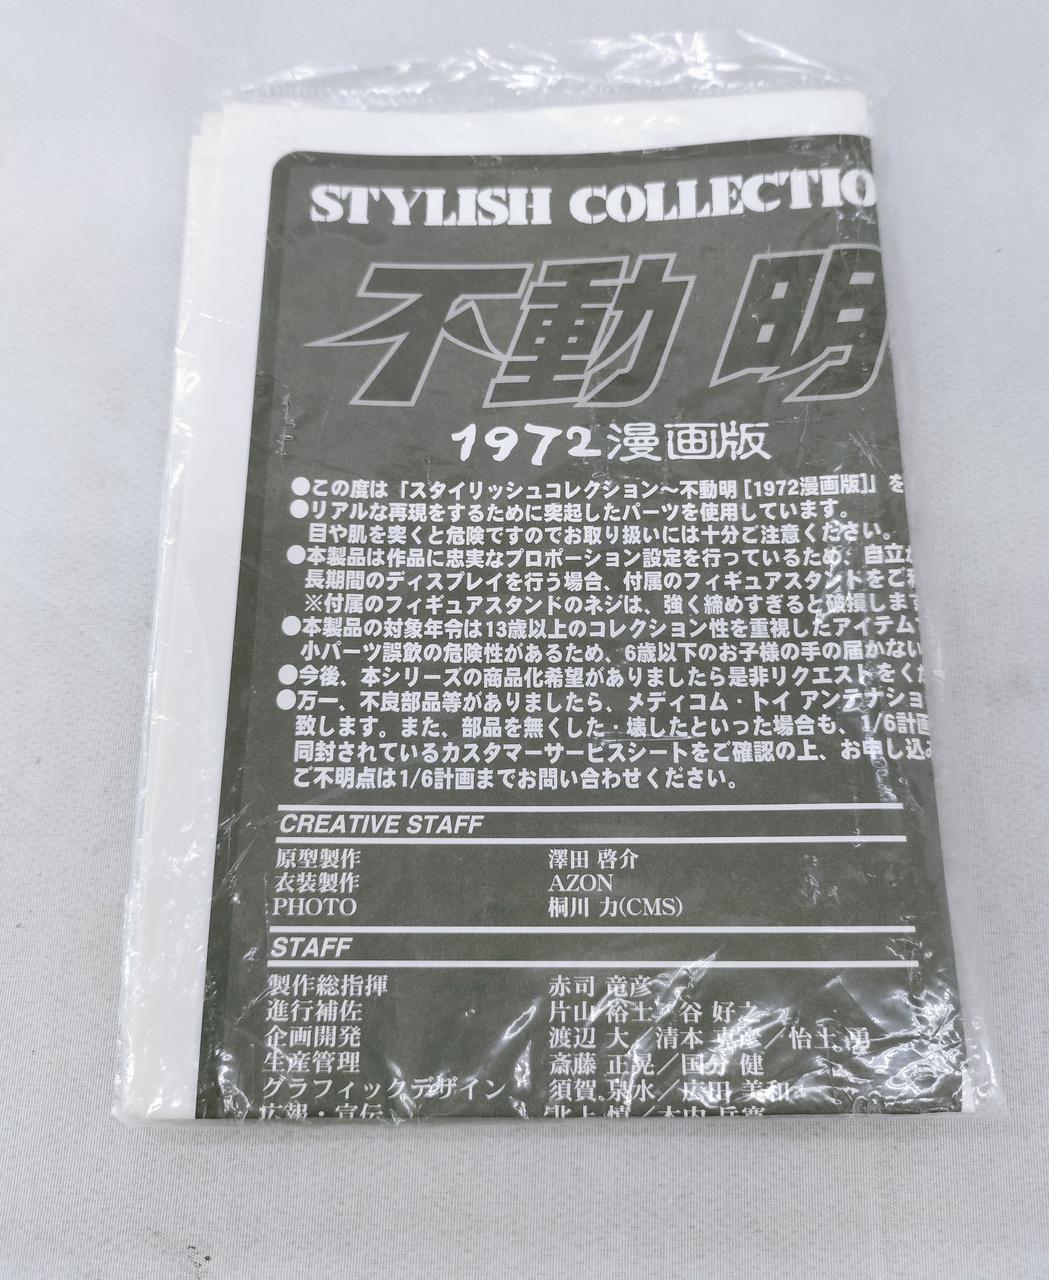 STYLISH COLLECTIO
不動 明
1972漫画版
●この度は「スタイリッシュコレクション～不動明 [1972漫画版]」を
●リアルな再現をするために突起したパーツを使用しています。
目や肌を突くと危険ですのでお取り扱いには十分ご注意ください。
●本製品は作品に忠実なプロポーション設定を行っているため、自立
長期間のディスプレイを行う場合、付属のフィギュアスタンドをご
※付属のフィギュアスタンドのネジは、強く締めすぎると破損します
●本製品の対象年令は13歳以上のコレクション性を重視したアイテム
小パーツ誤飲の危険性があるため、6歳以下のお子様の手の届かない
●今後、本シリーズの商品化希望がありましたら是非リクエストをく
●万一、不良部品等がありましたら、メディコム・トイ アンテナショ
致します。また、部品を無くした・壊したといった場合も、1/6計画
同封されているカスタマーサービスシートをご確認の上、お申し込
ご不明点は1/6計画までお問い合わせください。
CREATIVE STAFF
原型製作 澤田 啓介
衣装製作 AZON
PHOTO 桐川 力(CMS)
STAFF
製作総指揮 赤司 竜彦
進行補佐 片山 裕士／谷 好之
企画開発 渡辺 大／清本 克彦／怡土 勇
生産管理 斎藤 正晃／国分 健
グラフィックデザイン 須賀 泉水／広田 美和
広報・宣伝